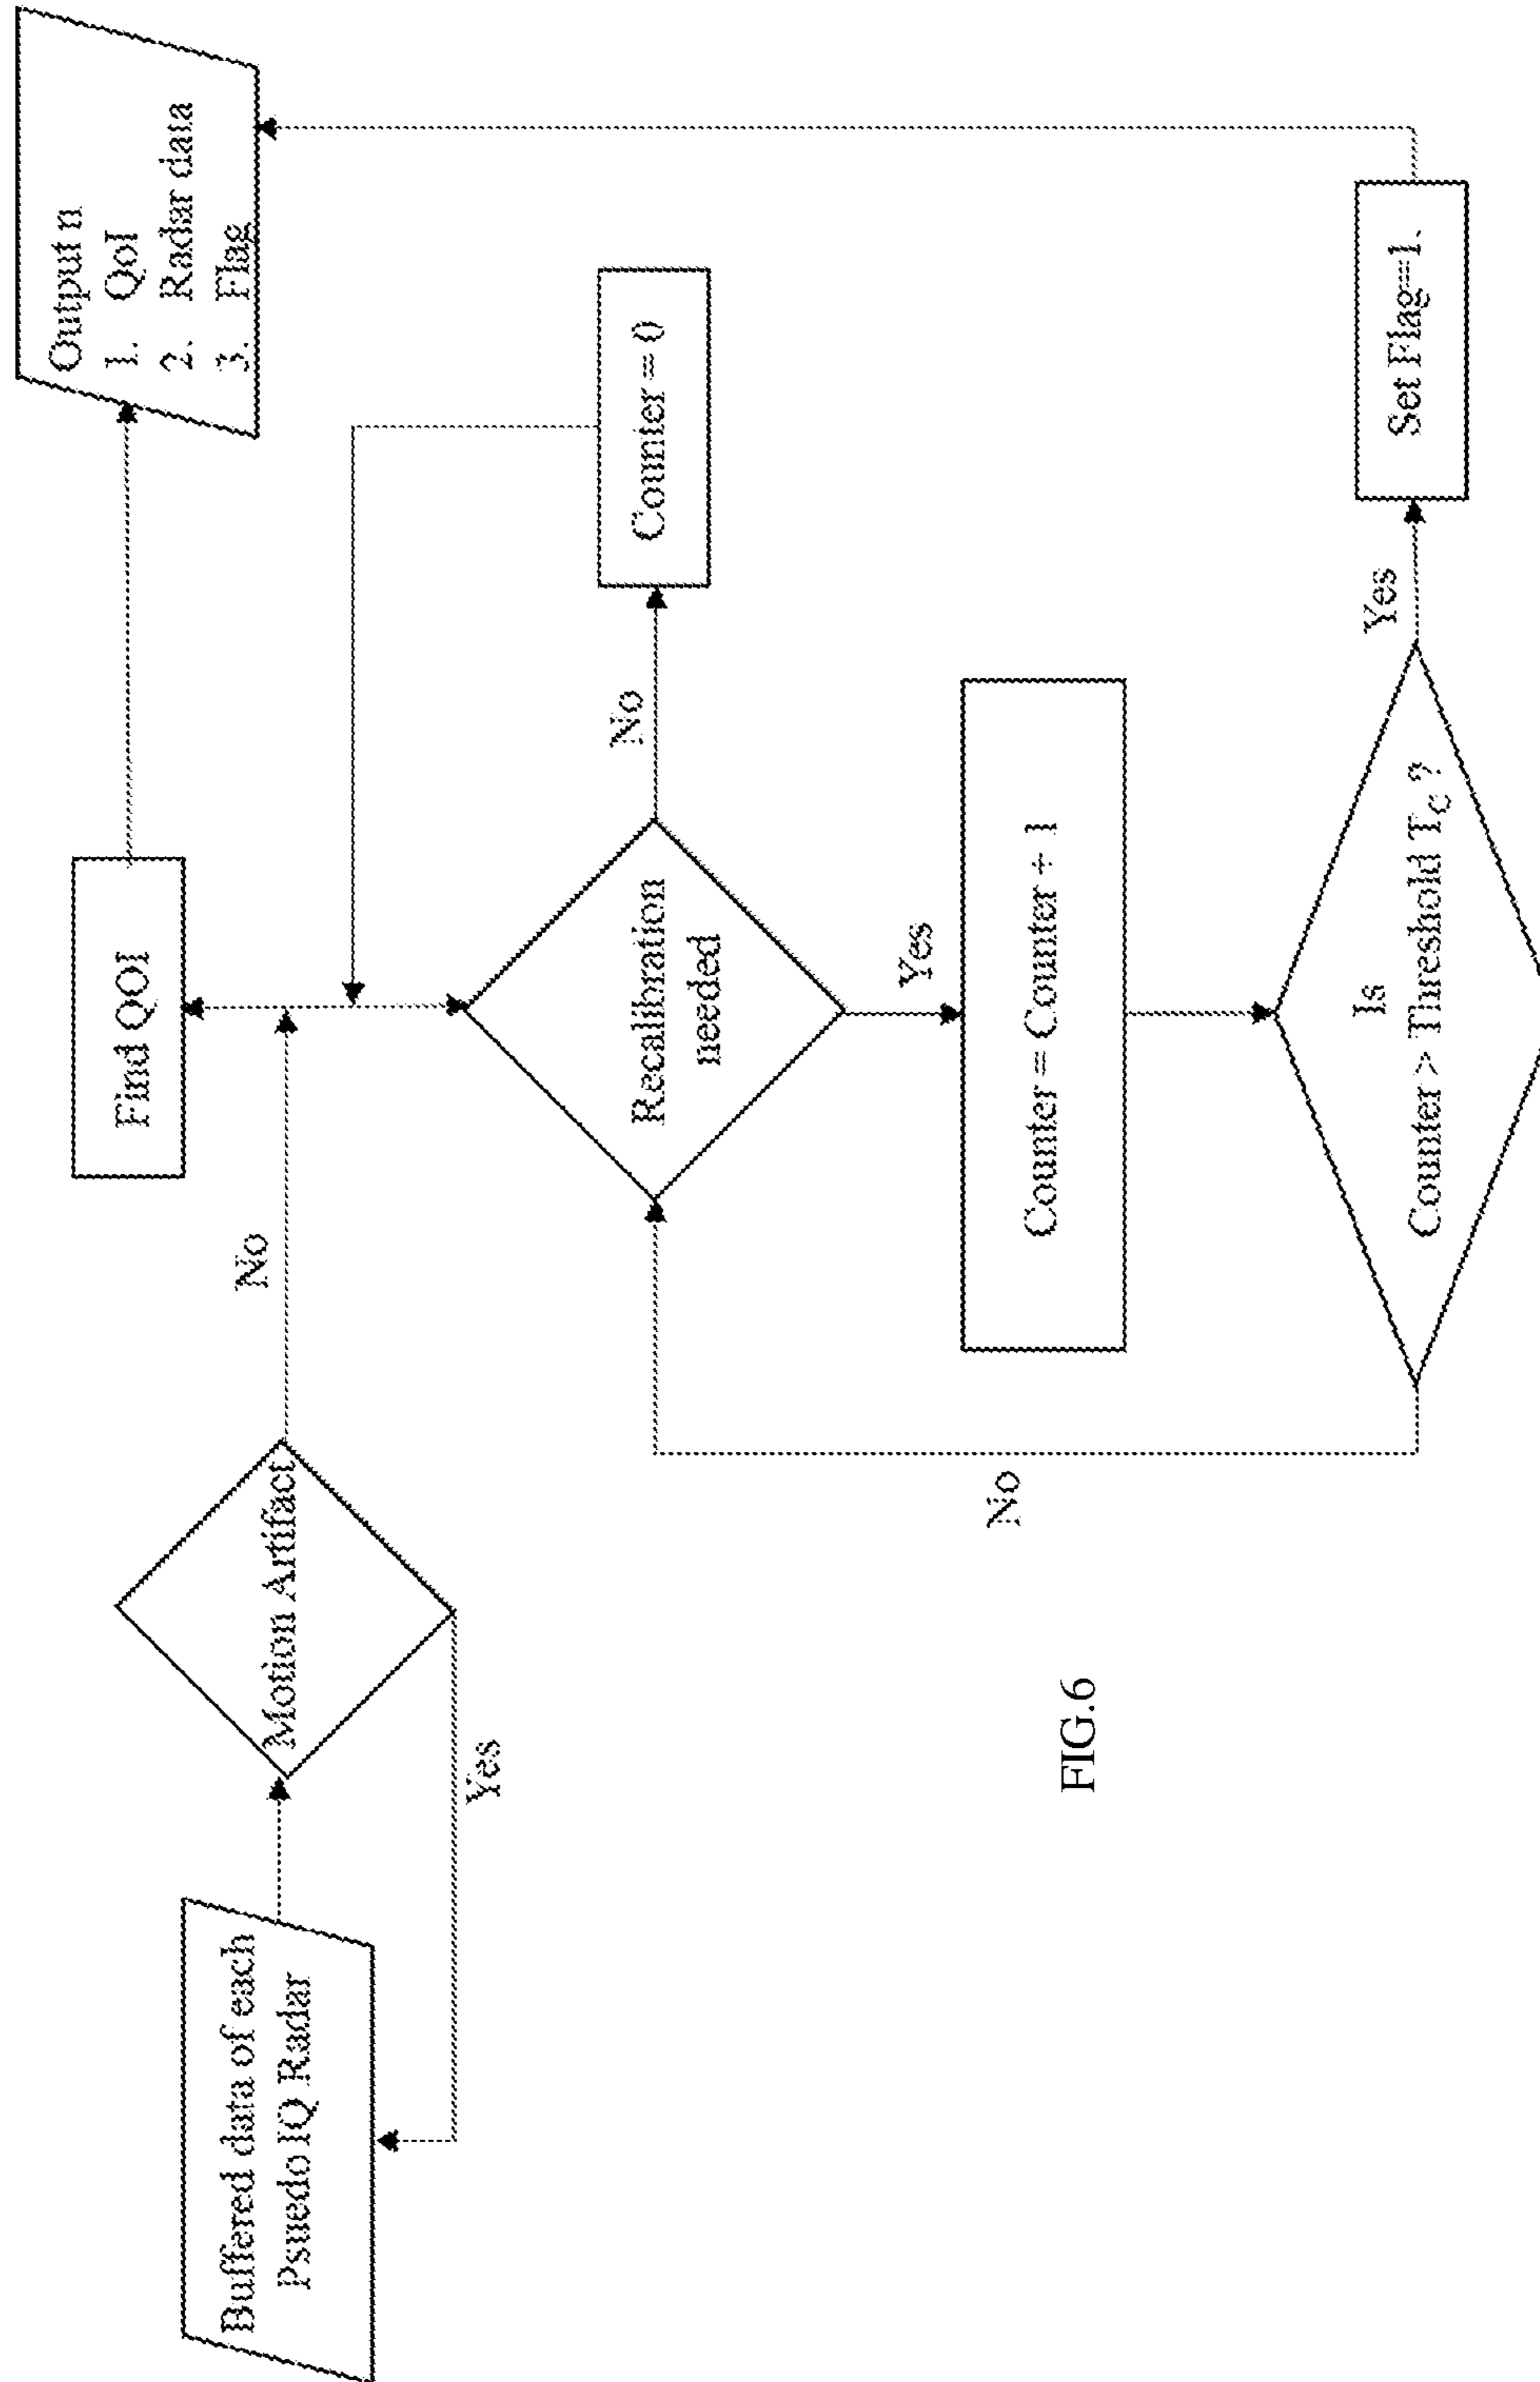 Buffered data of each
Psuedo IQ Radar
Motion Artifact
Yes
No
Find QOI
Output n
1. QoI
2. Radar data
3. Flag
Recalibration
needed
No
Counter = 0
Yes
Counter = Counter + 1
Is
Counter > Threshold T_C ?
No
Yes
Set Flag=1.
FIG.6